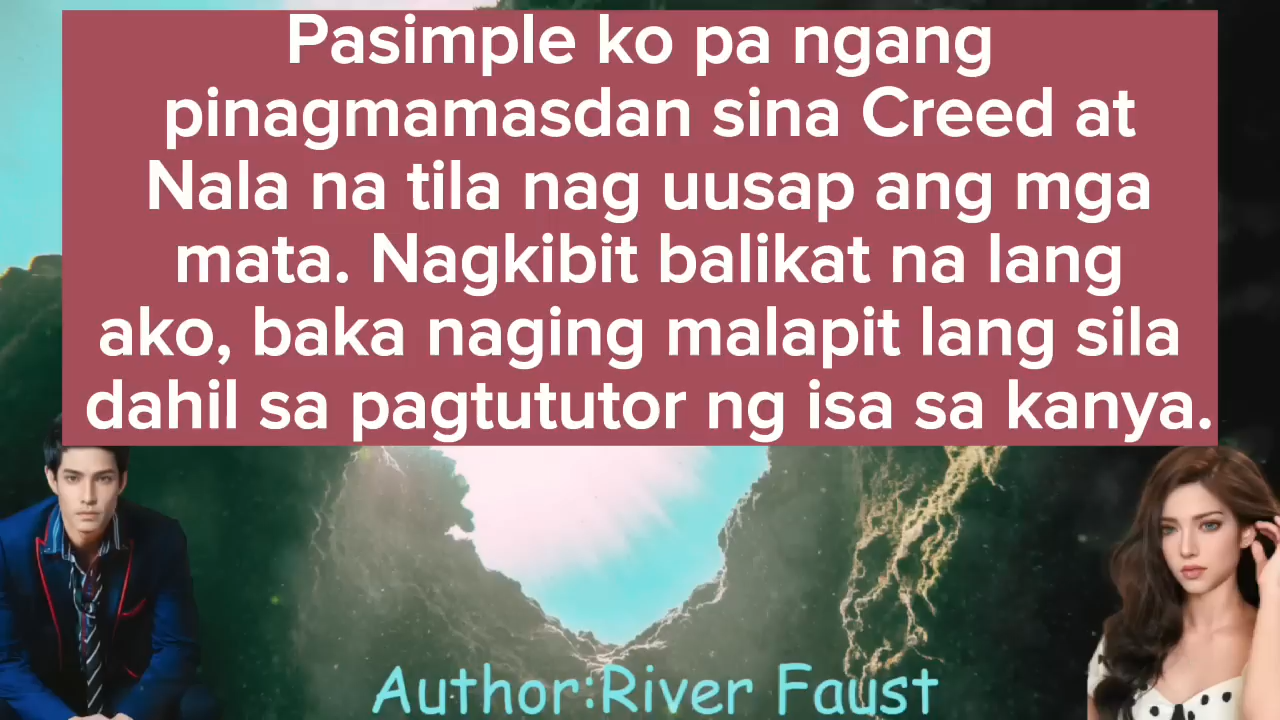 Pasimple ko pa ngang
pinagmamasdan sina Creed at
Nala na tila nag uusap ang mga
mata. Nagkibit balikat na lang
ako, baka naging malapit lang sila
dahil sa pagtututor ng isa sa kanya.
Author:River Faust